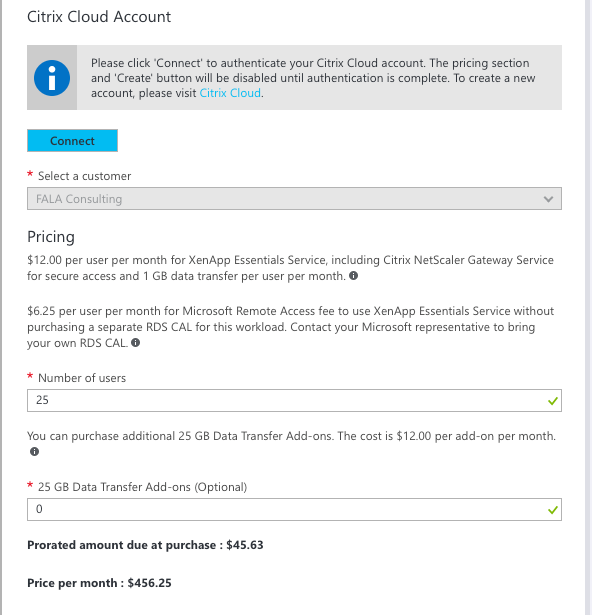 Citrix Cloud Account
Please click 'Connect' to authenticate your Citrix Cloud account. The pricing section
and 'Create' button will be disabled until authentication is complete. To create a new
account, please visit Citrix Cloud.
Connect
* Select a customer
FALA Consulting
Pricing
$12.00 per user per month for XenApp Essentials Service, including Citrix NetScaler Gateway Service
for secure access and 1 GB data transfer per user per month.
$6.25 per user per month for Microsoft Remote Access fee to use XenApp Essentials Service without
purchasing a separate RDS CAL for this workload. Contact your Microsoft representative to bring
your own RDS CAL.
* Number of users
25
You can purchase additional 25 GB Data Transfer Add-ons. The cost is $12.00 per add-on per month.
* 25 GB Data Transfer Add-ons (Optional)
0
Prorated amount due at purchase : $45.63
Price per month : $456.25